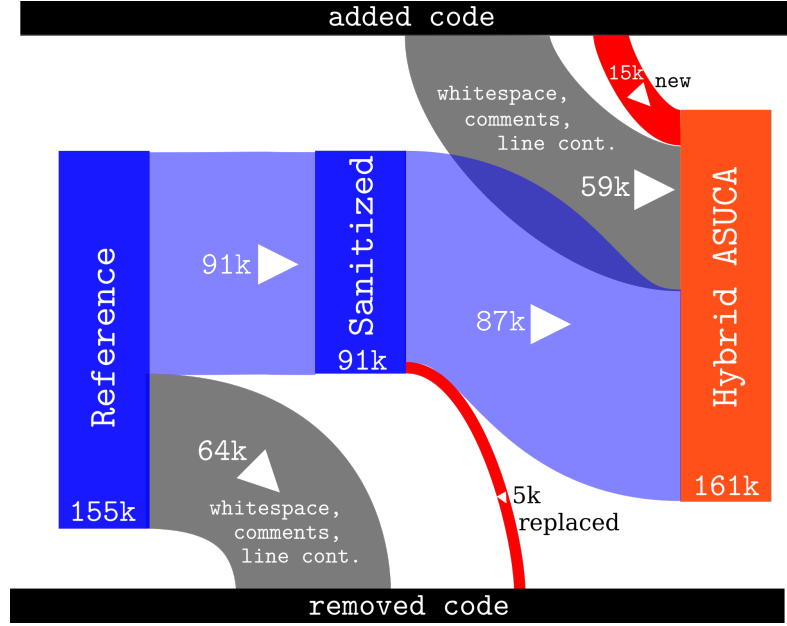 added code
15k
new
whitespace,
comments,
line cont.
59k
Reference
155k
91k
Sanitized
91k
87k
Hybrid ASUCA
161k
64k
whitespace,
comments,
line cont.
5k
replaced
removed code